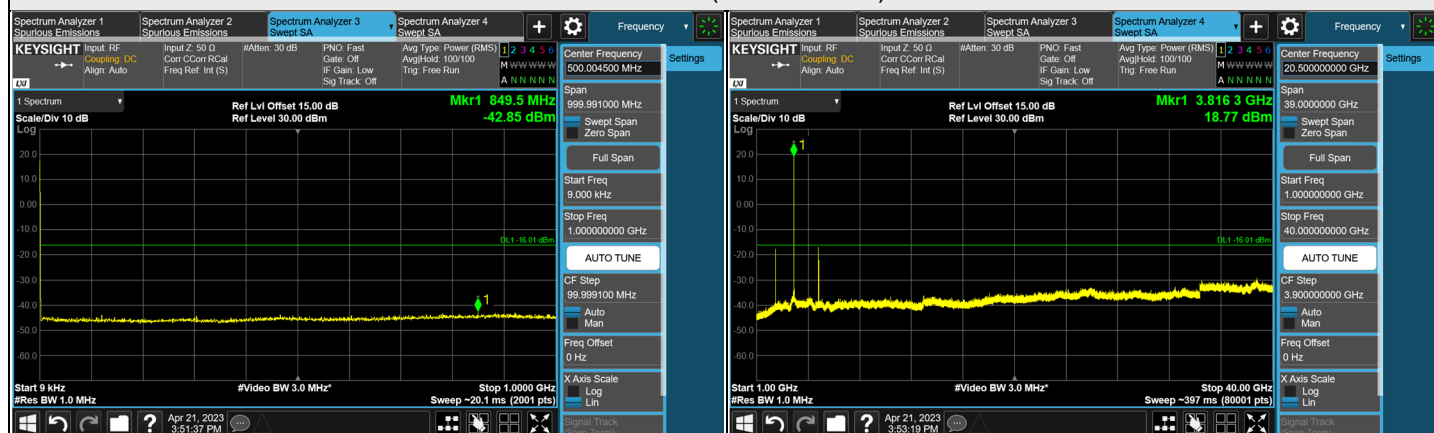 Spectrum Analyzer 1
Spurious Emissions
Spectrum Analyzer 2
Spurious Emissions
Spectrum Analyzer 3
Swept SA
Spectrum Analyzer 4
Swept SA
+
Frequency
KEYSIGHT
LXI
Input: RF
Coupling: DC
Align: Auto
Input Z: 50 Ω
Corr CCorr RCal
Freq Ref: Int (S)
#Atten: 30 dB
PNO: Fast
Gate: Off
IF Gain: Low
Sig Track: Off
Avg Type: Power (RMS)
Avg|Hold: 100/100
Trig: Free Run
1 2 3 4 5 6
M W W W W W
A N N N N N
Center Frequency
500.004500 MHz
Settings
1 Spectrum
Scale/Div 10 dB
Log
Ref Lvl Offset 15.00 dB
Ref Level 30.00 dBm
Mkr1 849.5 MHz
-42.85 dBm
20.0
10.0
0.00
-10.0
-20.0
-30.0
-40.0
-50.0
-60.0
DL1 -16.01 dBm
1
Start 9 kHz
#Res BW 1.0 MHz
#Video BW 3.0 MHz*
Stop 1.0000 GHz
Sweep ~20.1 ms (2001 pts)
Span
999.991000 MHz
Swept Span
Zero Span
Full Span
Start Freq
9.000 kHz
Stop Freq
1.000000000 GHz
AUTO TUNE
CF Step
99.999100 MHz
Auto
Man
Freq Offset
0 Hz
X Axis Scale
Log
Lin
Signal Track
?
Apr 21, 2023
3:51:37 PM
Spectrum Analyzer 1
Spurious Emissions
Spectrum Analyzer 2
Spurious Emissions
Spectrum Analyzer 3
Swept SA
Spectrum Analyzer 4
Swept SA
+
Frequency
KEYSIGHT
LXI
Input: RF
Coupling: DC
Align: Auto
Input Z: 50 Ω
Corr CCorr RCal
Freq Ref: Int (S)
#Atten: 30 dB
PNO: Fast
Gate: Off
IF Gain: Low
Sig Track: Off
Avg Type: Power (RMS)
Avg|Hold: 100/100
Trig: Free Run
1 2 3 4 5 6
M W W W W W
A N N N N N
Center Frequency
20.500000000 GHz
Settings
1 Spectrum
Scale/Div 10 dB
Log
Ref Lvl Offset 15.00 dB
Ref Level 30.00 dBm
Mkr1 3.816 3 GHz
18.77 dBm
20.0
10.0
0.00
-10.0
-20.0
-30.0
-40.0
-50.0
-60.0
DL1 -16.01 dBm
1
Start 1.00 GHz
#Res BW 1.0 MHz
#Video BW 3.0 MHz*
Stop 40.00 GHz
Sweep ~397 ms (80001 pts)
Span
39.0000000 GHz
Swept Span
Zero Span
Full Span
Start Freq
1.000000000 GHz
Stop Freq
40.000000000 GHz
AUTO TUNE
CF Step
3.900000000 GHz
Auto
Man
Freq Offset
0 Hz
X Axis Scale
Log
Lin
Signal Track
?
Apr 21, 2023
3:53:19 PM